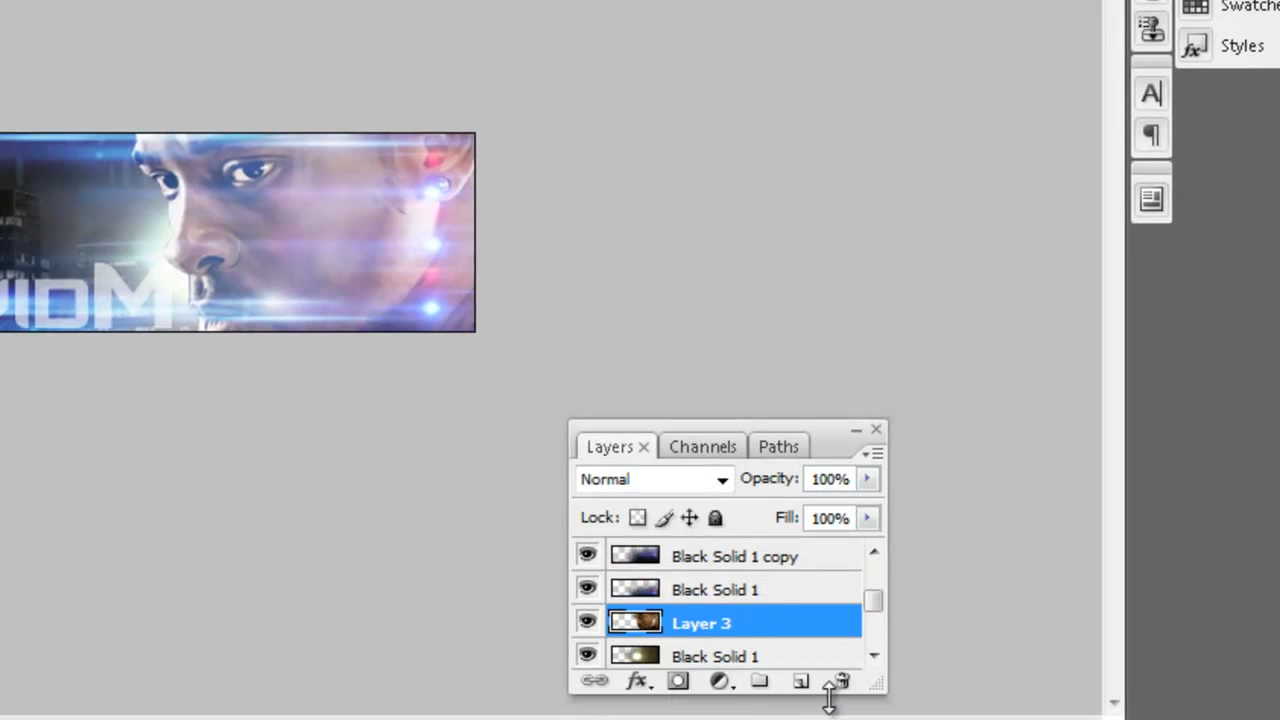 Styles
A
¶
IDM
Layers
Channels
Paths
Normal
Opacity: 100%
Lock:
Fill: 100%
Black Solid 1 copy
Black Solid 1
Layer 3
Black Solid 1
fx